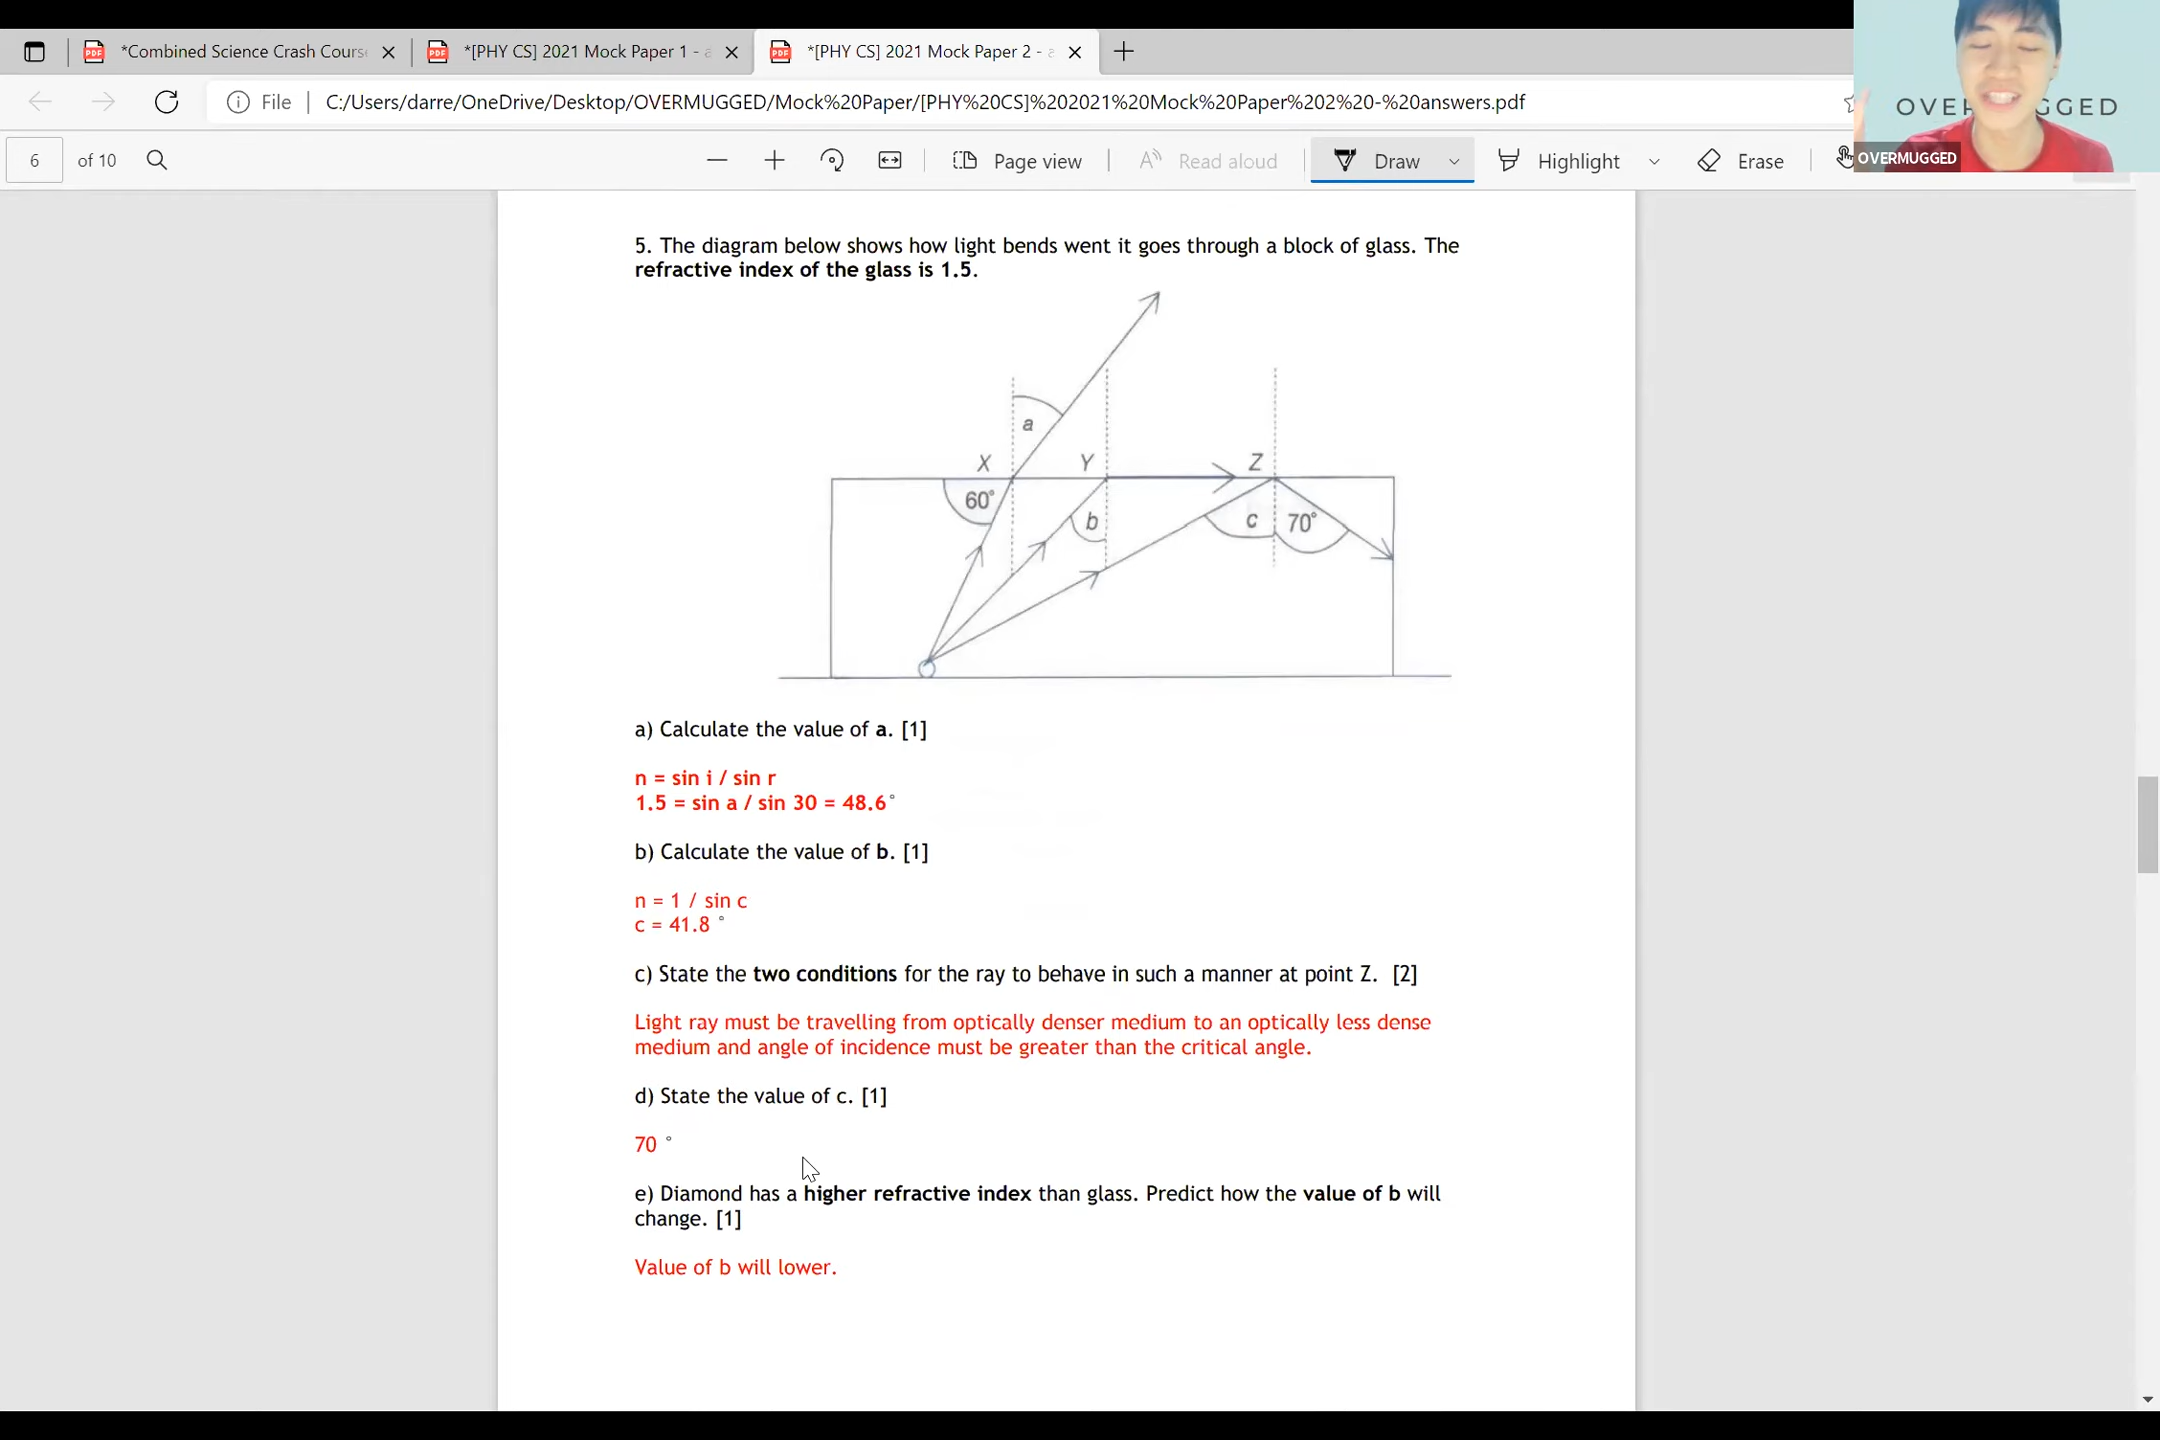 *Combined Science Crash Cours
*[PHY CS] 2021 Mock Paper 1 - a
*[PHY CS] 2021 Mock Paper 2 - a
File
C:/Users/darre/OneDrive/Desktop/OVERMUGGED/Mock%20Paper/[PHY%20CS]%202021%20Mock%20Paper%202%20-%20answers.pdf
OVERMUGGED
OVERMUGGED
6 of 10
Page view
Read aloud
Draw
Highlight
Erase
5. The diagram below shows how light bends went it goes through a block of glass. The
refractive index of the glass is 1.5.
a
X
Y
Z
60°
b
c
70°
a) Calculate the value of a. [1]
n = sin i / sin r
1.5 = sin a / sin 30 = 48.6°
b) Calculate the value of b. [1]
n = 1 / sin c
c = 41.8 °
c) State the two conditions for the ray to behave in such a manner at point Z. [2]
Light ray must be travelling from optically denser medium to an optically less dense
medium and angle of incidence must be greater than the critical angle.
d) State the value of c. [1]
70 °
e) Diamond has a higher refractive index than glass. Predict how the value of b will
change. [1]
Value of b will lower.